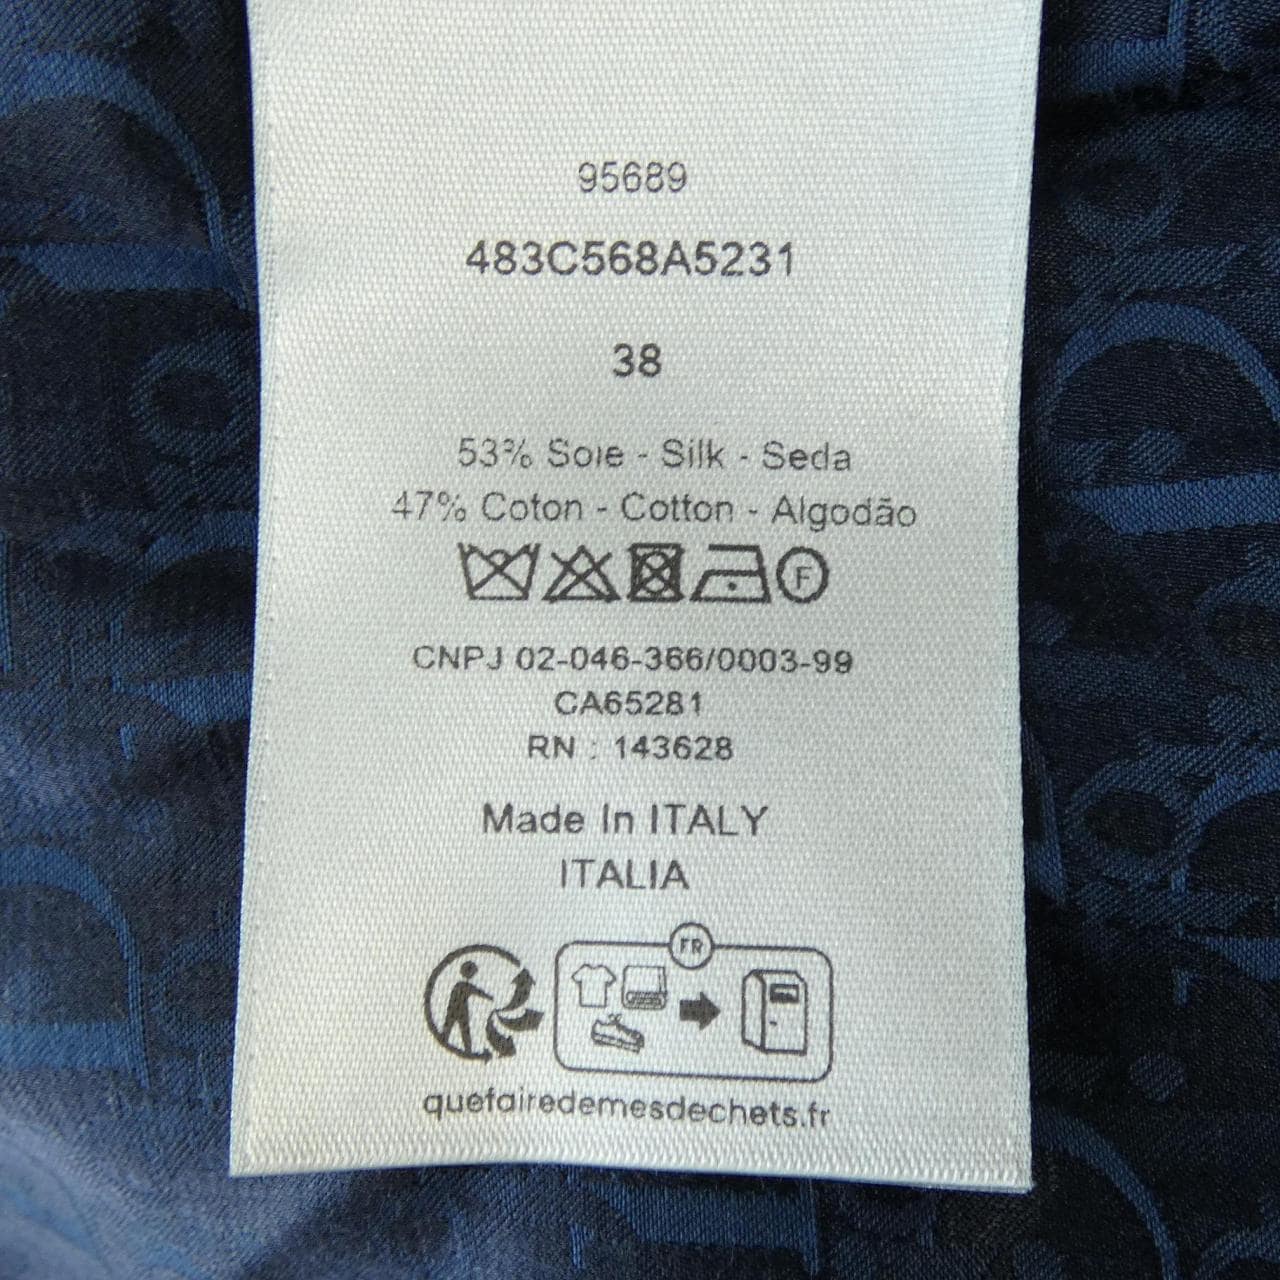 95689
483C568A5231
38
53% Soie - Silk - Seda
47% Coton - Cotton - Algodão
F
CNPJ 02-046-366/0003-99
CA65281
RN : 143628
Made In ITALY
ITALIA
FR
quefairedemesdechets.fr